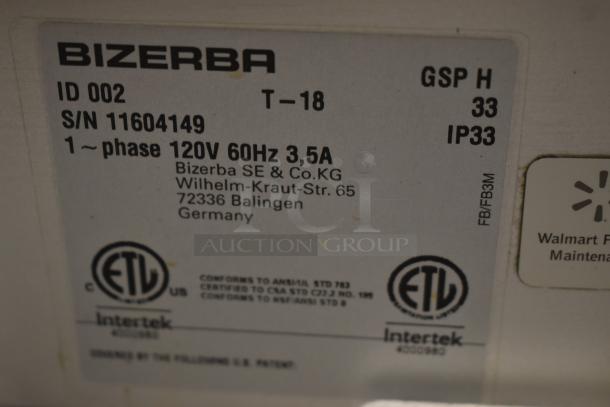 BIZERBA
GSP H
ID 002
T-18
33
S/N 11604149
IP33
1~phase 120V 60Hz 3,5A
Bizerba SE & Co.KG
Wilhelm-Kraut-Str. 65
72336 Balingen
Germany
FB/FB3M
Walmart
Maintena
AUCTION GROUP
ETL
C
US
Intertek
4000980
CONFORMS TO ANSI/UL STD 763
CERTIFIED TO CSA STD C22.2 NO. 195
CONFORMS TO NSF/ANSI STD 8
ETL
Intertek
4000980
COVERED BY THE FOLLOWING U.S. PATENT: